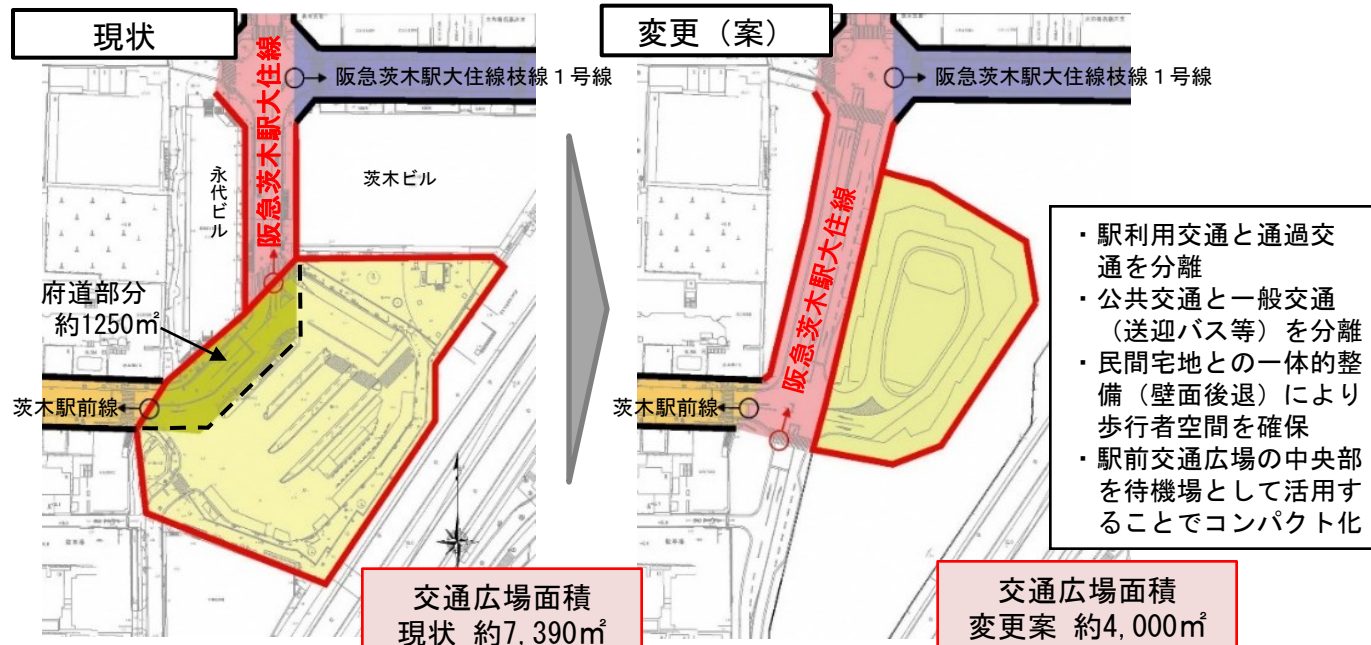 現状
阪急茨木駅大住線
阪急茨木駅大住線枝線1号線
永代ビル
茨木ビル
府道部分
約1250㎡
茨木駅前線
交通広場面積
現状 約7,390㎡
変更(案)
阪急茨木駅大住線枝線1号線
阪急茨木駅大住線
茨木駅前線
・駅利用交通と通過交
通を分離
・公共交通と一般交通
(送迎バス等)を分離
・民間宅地との一体的整
備(壁面後退)により
歩行者空間を確保
・駅前交通広場の中央部
を待機場として活用す
ることでコンパクト化
交通広場面積
変更案 約4,000㎡